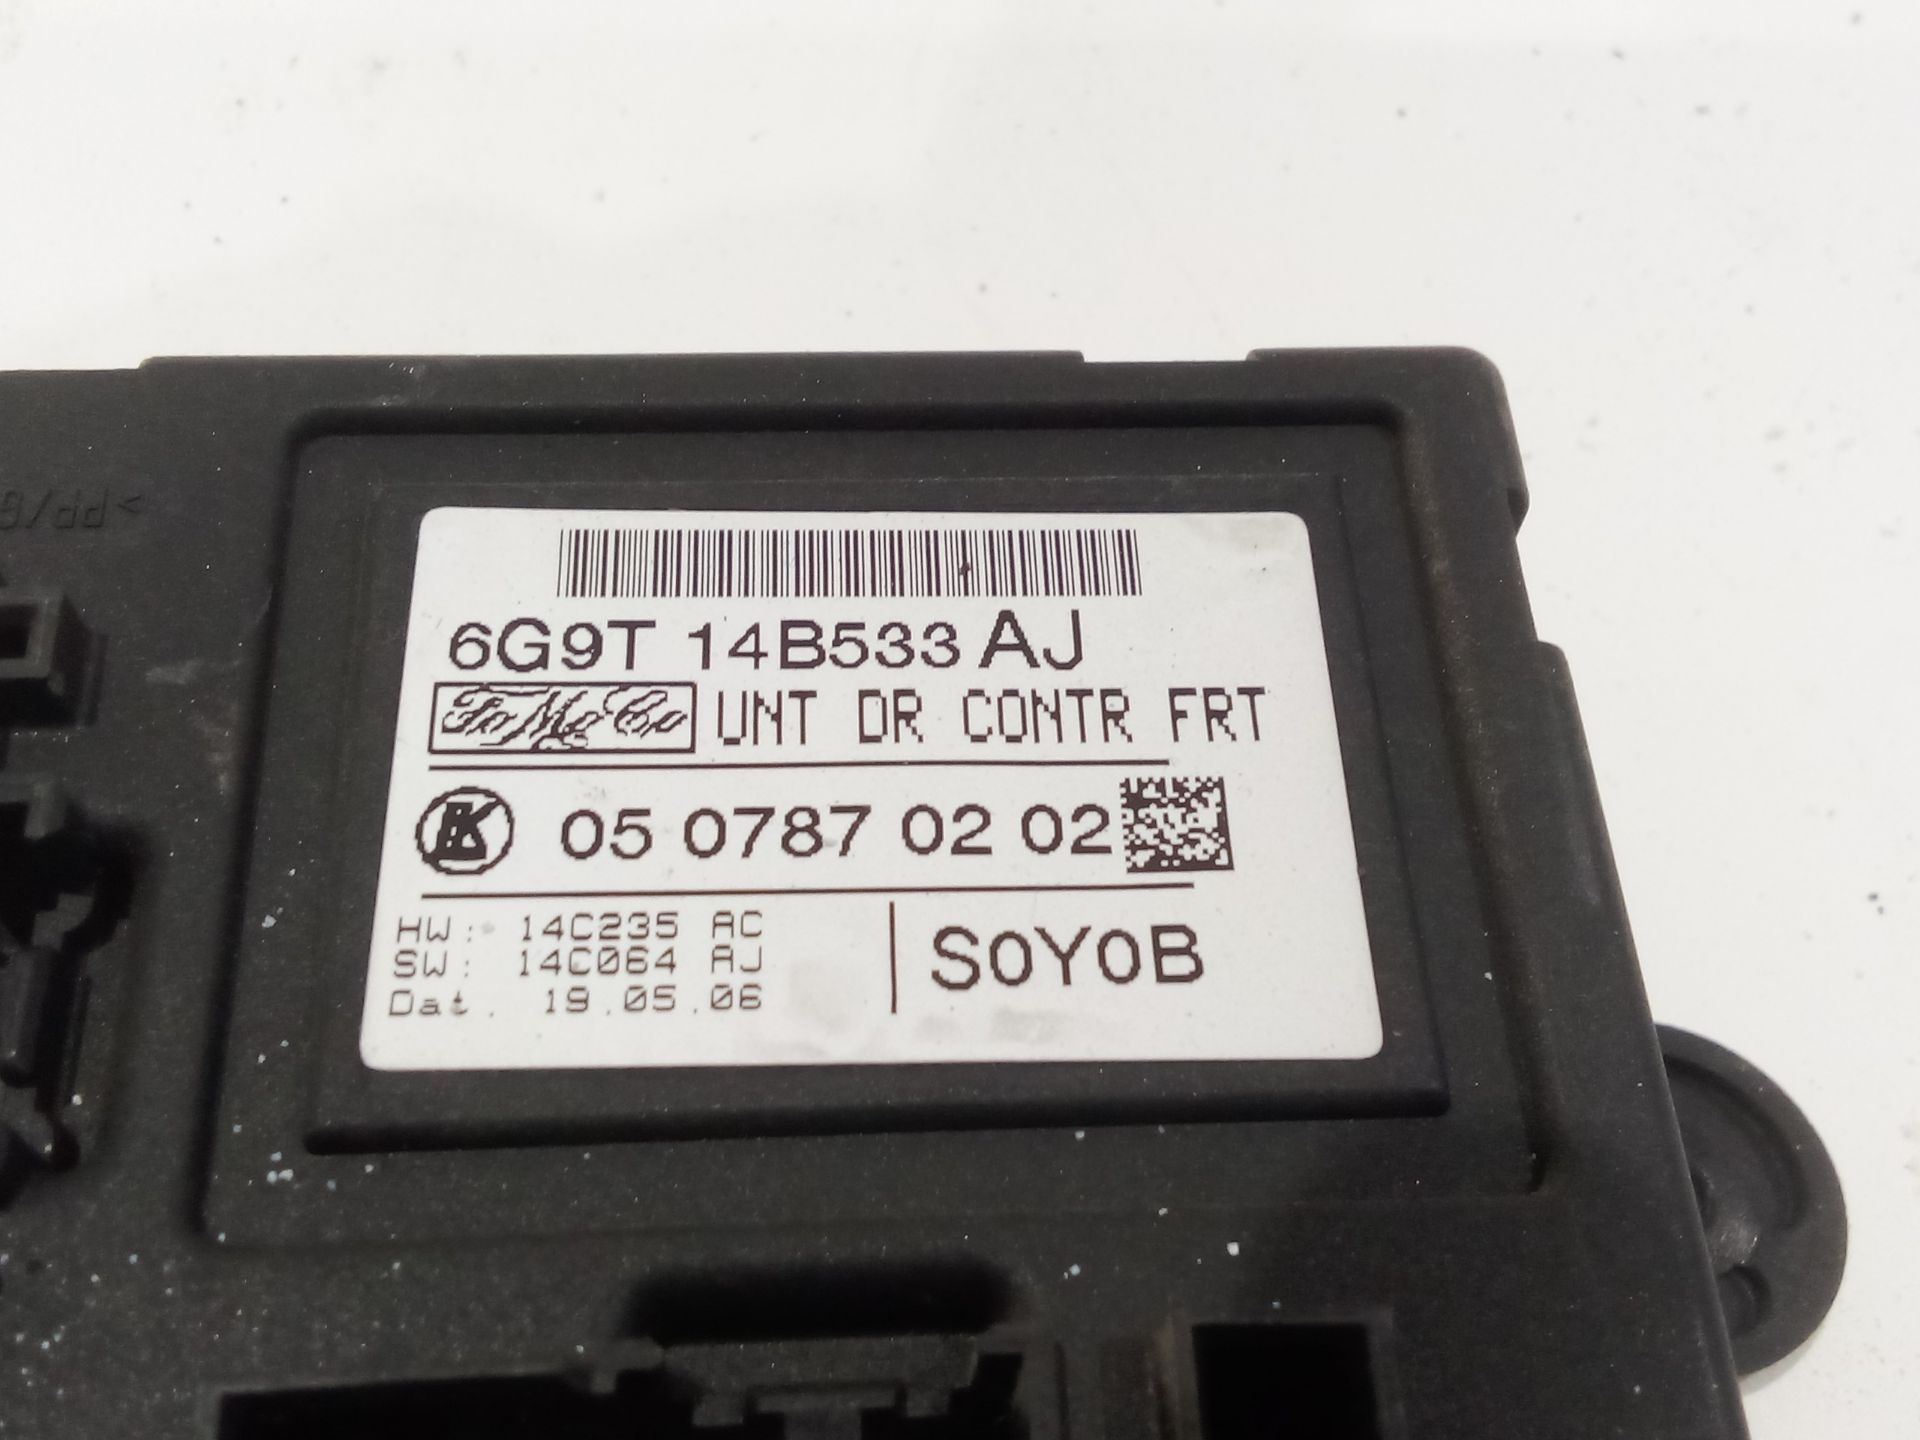 6G9T 14B533 AJ
FoMoCo UNT DR CONTR FRT
05 0787 02 02
HW: 14C235 AC
SW: 14C064 AJ
Dat. 19.05.06
S0Y0B